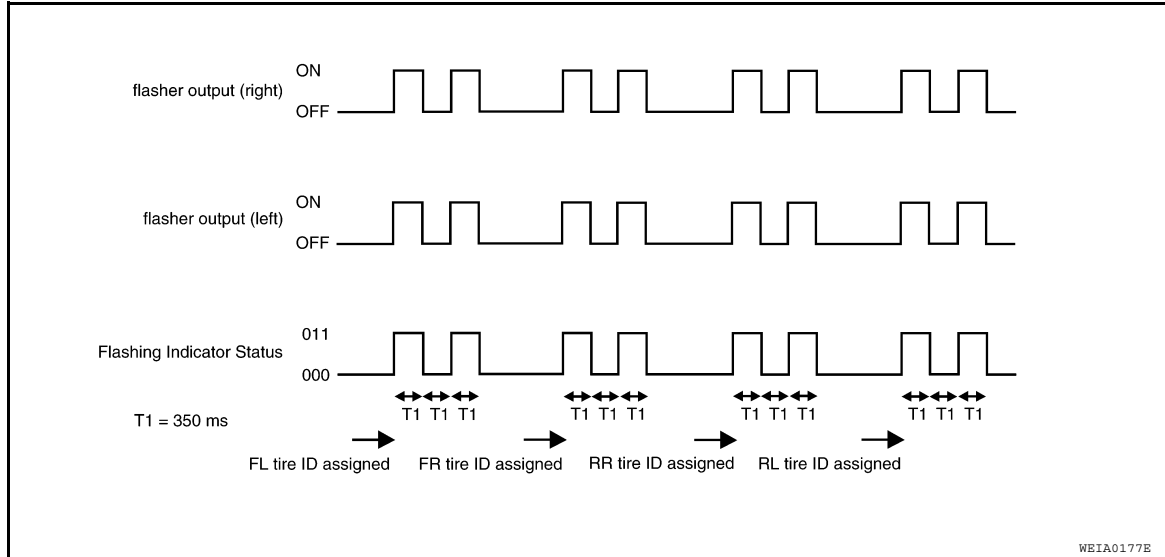 ON
flasher output (right)
OFF
ON
flasher output (left)
OFF
011
Flashing Indicator Status
000
T1 T1 T1 T1 T1 T1 T1 T1 T1 T1 T1 T1
T1 = 350 ms
FL tire ID assigned FR tire ID assigned RR tire ID assigned RL tire ID assigned
WEIA0177E